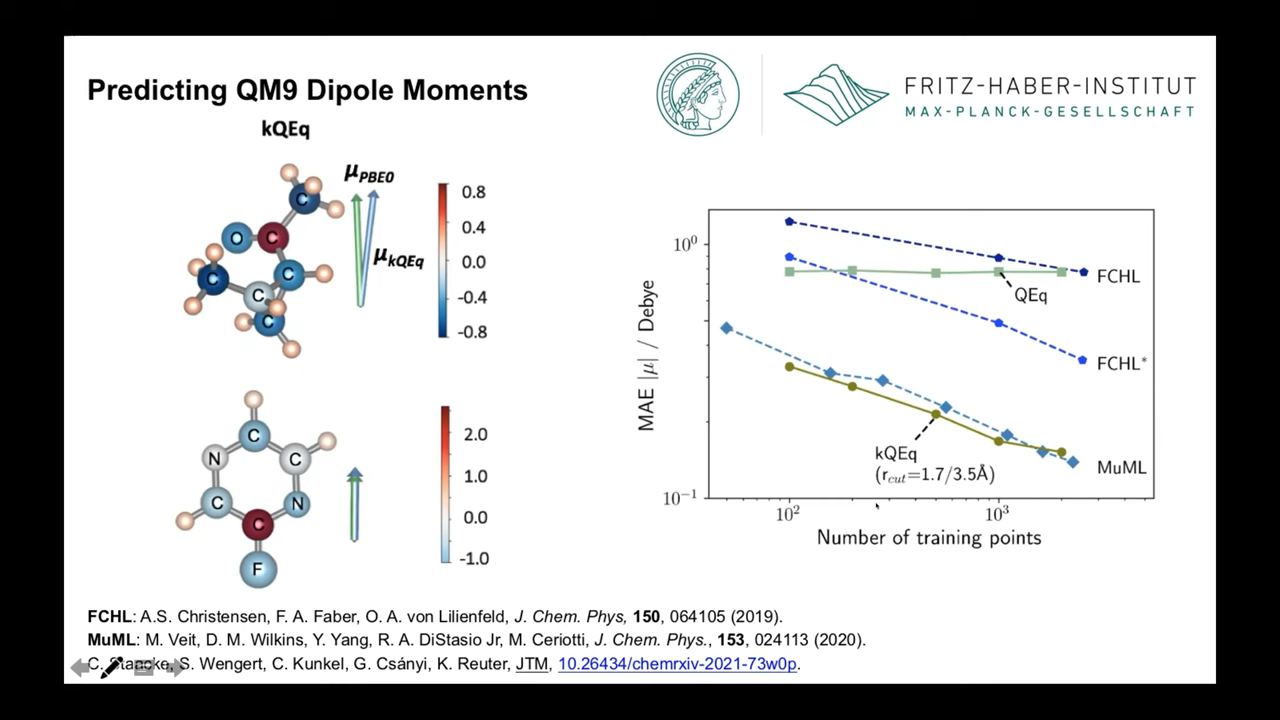 Predicting QM9 Dipole Moments
FRITZ-HABER-INSTITUT
MAX-PLANCK-GESELLSCHAFT
kQEq
μPBE0
μkQEq
0.8
0.4
0.0
-0.4
-0.8
C
O
C
C
C
C
C
2.0
1.0
0.0
-1.0
C
N
C
C
N
C
F
MAE |μ| / Debye
10⁰
10⁻¹
FCHL
QEq
FCHL*
kQEq
(r_cut=1.7/3.5Å)
MuML
10²
10³
Number of training points
FCHL: A.S. Christensen, F. A. Faber, O. A. von Lilienfeld, J. Chem. Phys, 150, 064105 (2019).
MuML: M. Veit, D. M. Wilkins, Y. Yang, R. A. DiStasio Jr, M. Ceriotti, J. Chem. Phys., 153, 024113 (2020).
C. S. Wengert, C. Kunkel, G. Csányi, K. Reuter, JTM, 10.26434/chemrxiv-2021-73w0p.